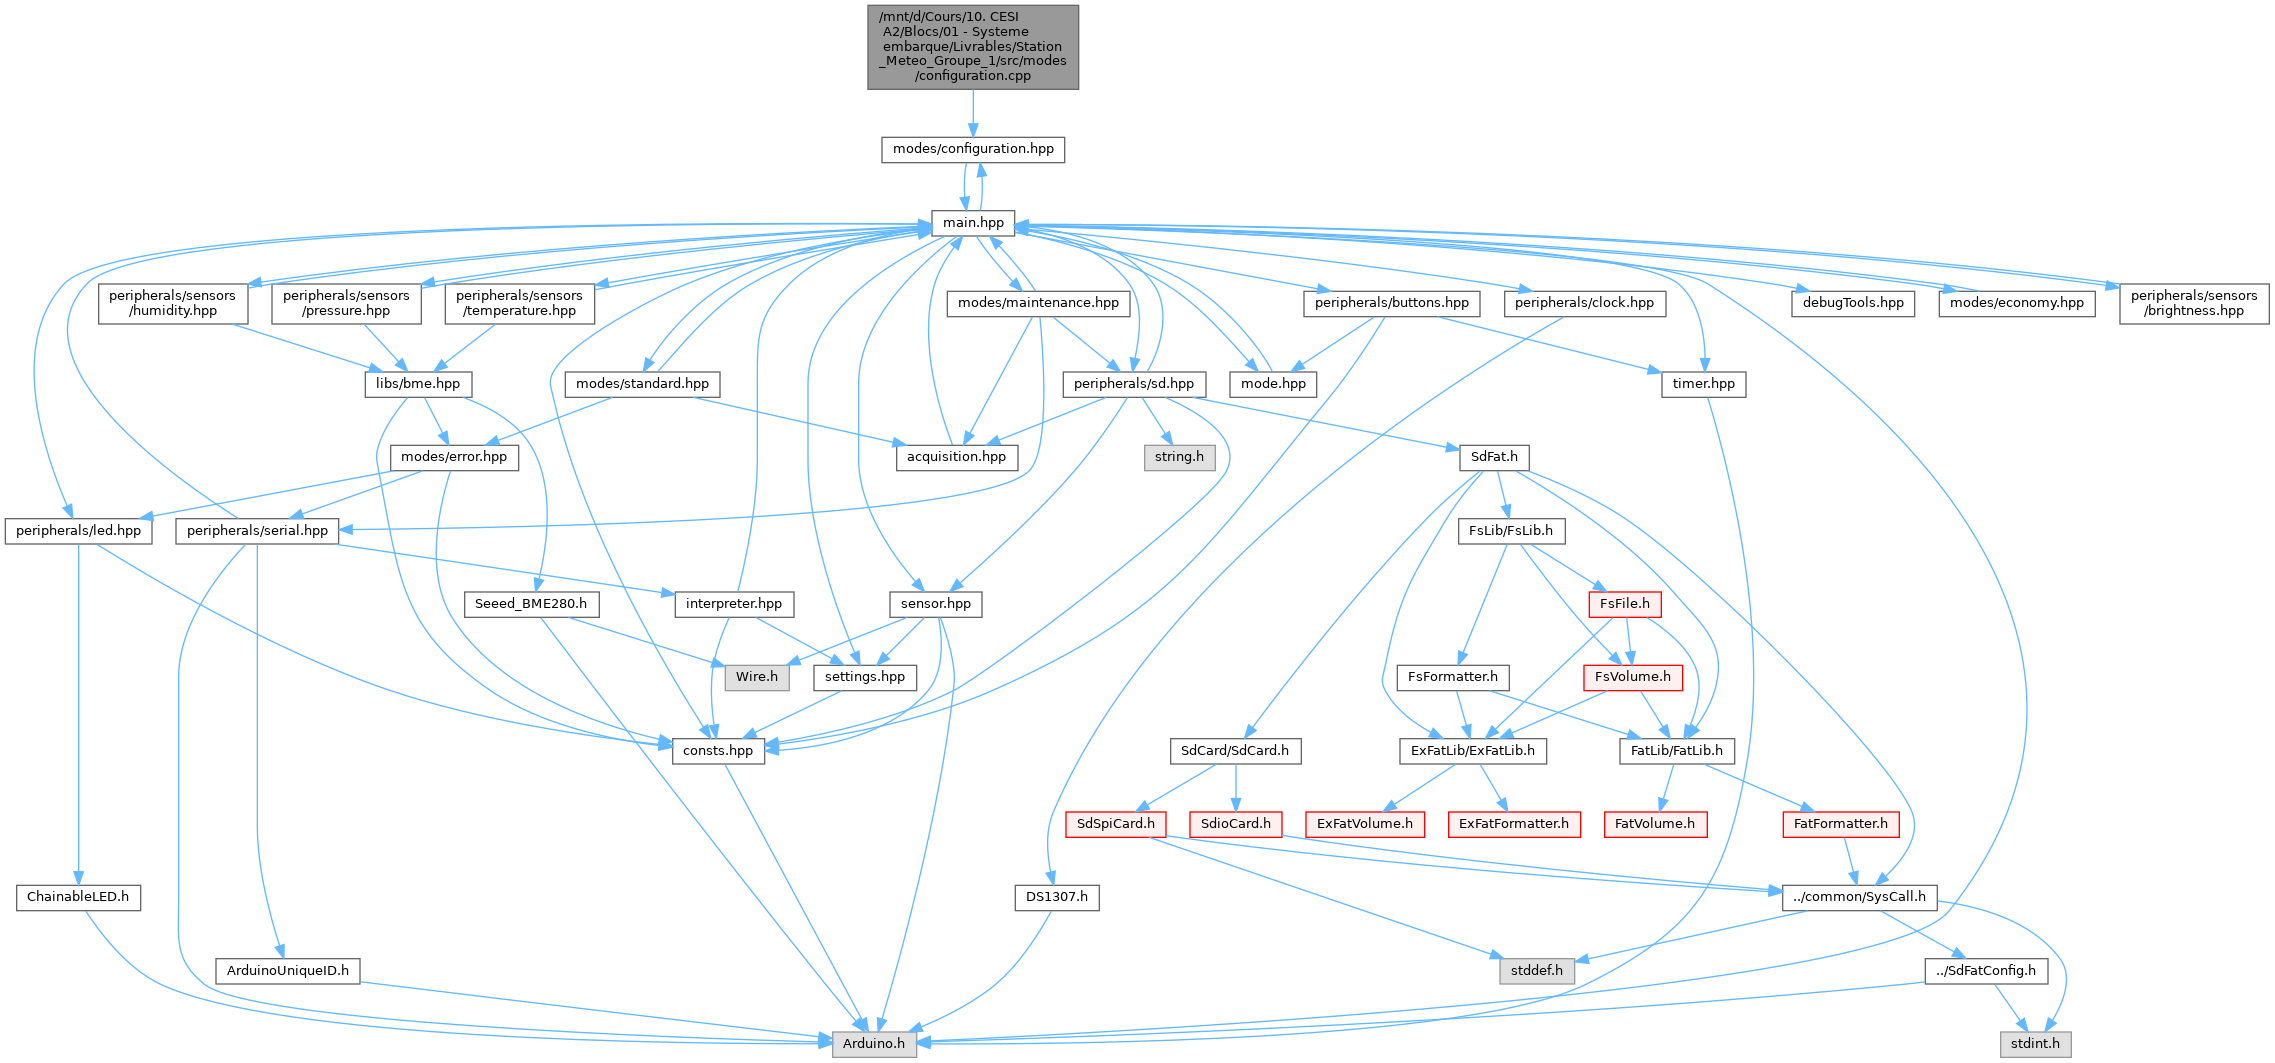 /mnt/d/Cours/10. CESI
A2/Blocs/01 - Systeme
embarque/Livrables/Station
_Meteo_Groupe_1/src/modes
/configuration.cpp
modes/configuration.hpp
main.hpp
peripherals/sensors
/humidity.hpp
peripherals/sensors
/pressure.hpp
peripherals/sensors
/temperature.hpp
modes/maintenance.hpp
peripherals/buttons.hpp
peripherals/clock.hpp
debugTools.hpp
modes/economy.hpp
peripherals/sensors
/brightness.hpp
libs/bme.hpp
modes/standard.hpp
peripherals/sd.hpp
mode.hpp
timer.hpp
modes/error.hpp
acquisition.hpp
string.h
SdFat.h
peripherals/led.hpp
peripherals/serial.hpp
FsLib/FsLib.h
Seeed_BME280.h
interpreter.hpp
sensor.hpp
FsFile.h
Wire.h
settings.hpp
FsFormatter.h
FsVolume.h
consts.hpp
SdCard/SdCard.h
ExFatLib/ExFatLib.h
FatLib/FatLib.h
SdSpiCard.h
SdioCard.h
ExFatVolume.h
ExFatFormatter.h
FatVolume.h
FatFormatter.h
ChainableLED.h
DS1307.h
../common/SysCall.h
ArduinoUniqueID.h
stddef.h
../SdFatConfig.h
Arduino.h
stdint.h